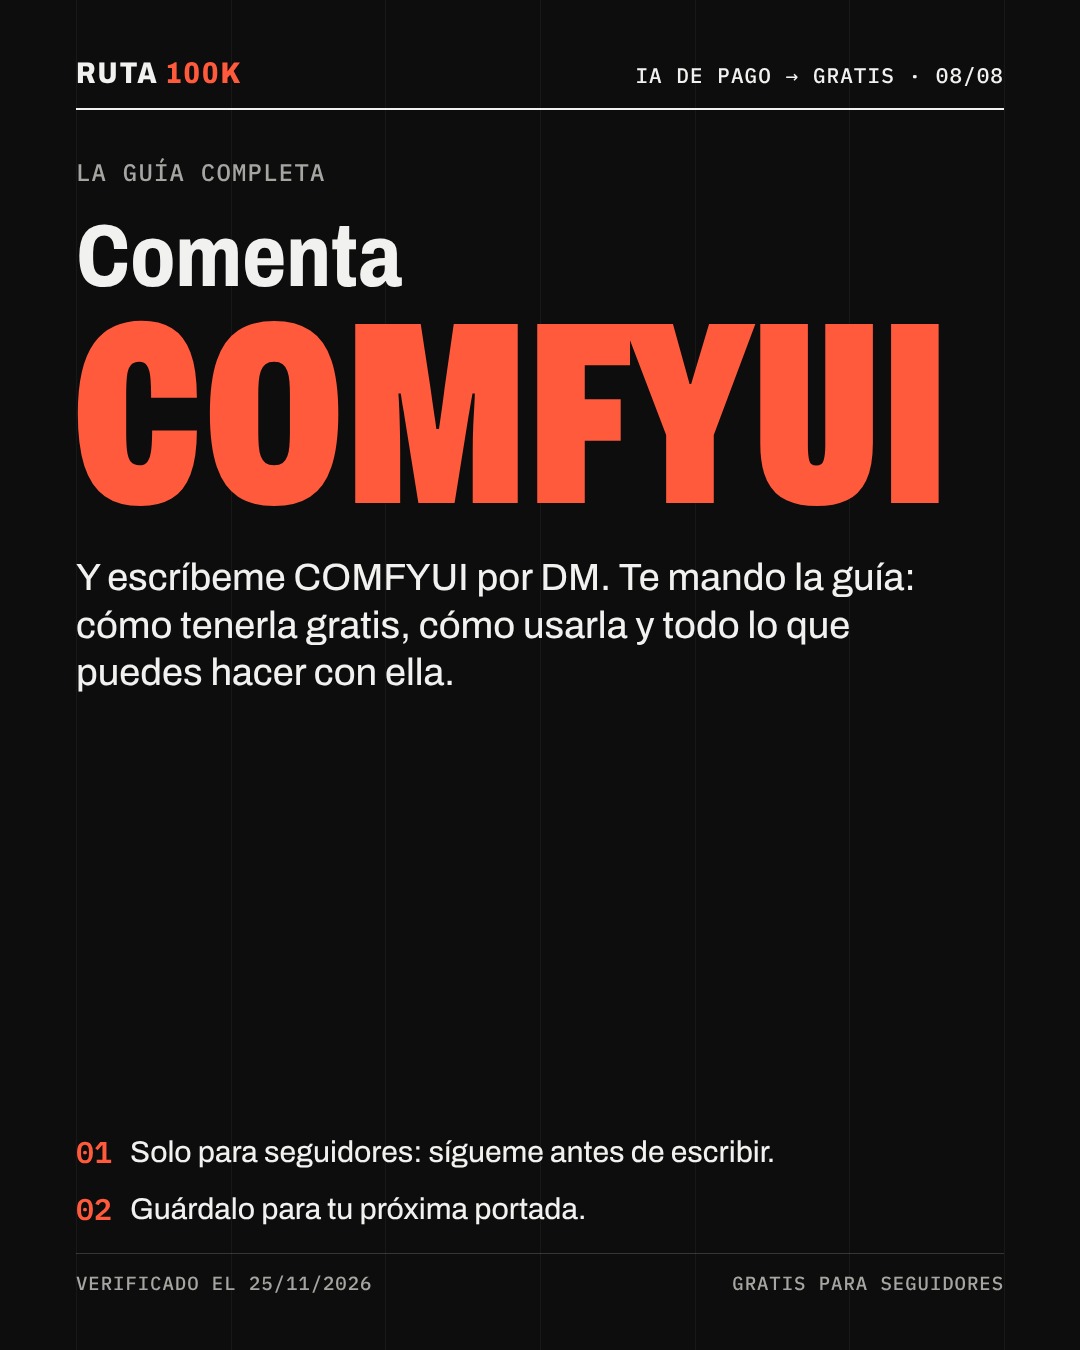 RUTA 100K
IA DE PAGO → GRATIS · 08/08
LA GUÍA COMPLETA
Comenta
COMFYUI
Y escríbeme COMFYUI por DM. Te mando la guía:
cómo tenerla gratis, cómo usarla y todo lo que
puedes hacer con ella.
01 Solo para seguidores: sígueme antes de escribir.
02 Guárdalo para tu próxima portada.
VERIFICADO EL 25/11/2026
GRATIS PARA SEGUIDORES